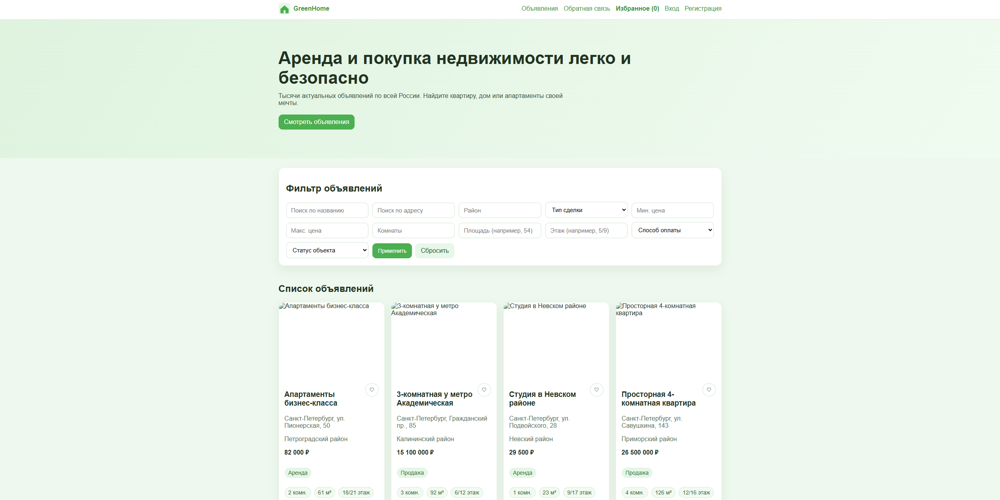 GreenHome
Объявления Обратная связь Избранное (0) Вход Регистрация
Аренда и покупка недвижимости легко и
безопасно
Тысячи актуальных объявлений по всей России. Найдите квартиру, дом или апартаменты своей
мечты.
Смотреть объявления
Фильтр объявлений
Поиск по названию Поиск по адресу Район Тип сделки Мин. цена
Макс. цена Комнаты Площадь (например, 54) Этаж (например, 5/9) Способ оплаты
Статус объекта Применить Сбросить
Список объявлений
Апартаменты бизнес-класса
Апартаменты
бизнес-класса
Санкт-Петербург, ул.
Пионерская, 50
Петроградский район
82 000 ₽
Аренда
2 комн. 61 м² 18/21 этаж
3-комнатная у метро
Академическая
3-комнатная у метро
Академическая
Санкт-Петербург, Гражданский
пр., 85
Калининский район
15 100 000 ₽
Продажа
3 комн. 92 м² 6/12 этаж
Студия в Невском районе
Студия в Невском
районе
Санкт-Петербург, ул.
Подвойского, 28
Невский район
29 500 ₽
Аренда
1 комн. 23 м² 9/17 этаж
Просторная 4-комнатная
квартира
Просторная 4-
комнатная квартира
Санкт-Петербург, ул.
Савушкина, 143
Приморский район
26 500 000 ₽
Продажа
4 комн. 126 м² 12/16 этаж